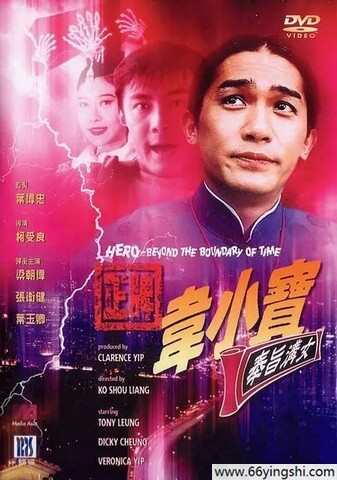 DVD
VIDEO
監製
葉偉忠
導演
柯受良
領銜主演
梁朝偉
張衛健
葉玉卿
HERO-BEYOND THE BOUNDARY OF TIME
正牌
韋小寶
奉旨溝女
produced by
CLARENCE YIP
directed by
KO SHOU LIANG
starring
TONY LEUNG
DICKY CHEUNG
VERONICA YIP
Media Asia
www.66yingshi.com